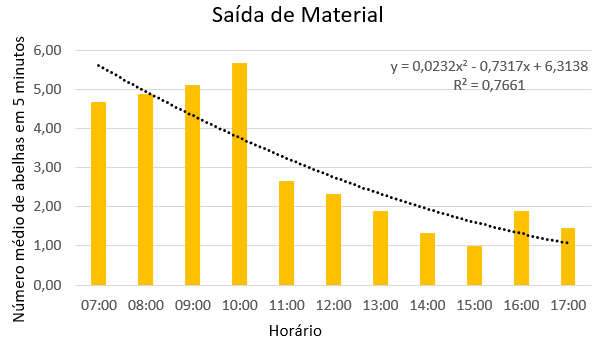 Saída de Material
Número médio de abelhas em 5 minutos
6,00
5,00
4,00
3,00
2,00
1,00
0,00
y = 0,0232x² - 0,7317x + 6,3138
R² = 0,7661
07:00 08:00 09:00 10:00 11:00 12:00 13:00 14:00 15:00 16:00 17:00
Horário